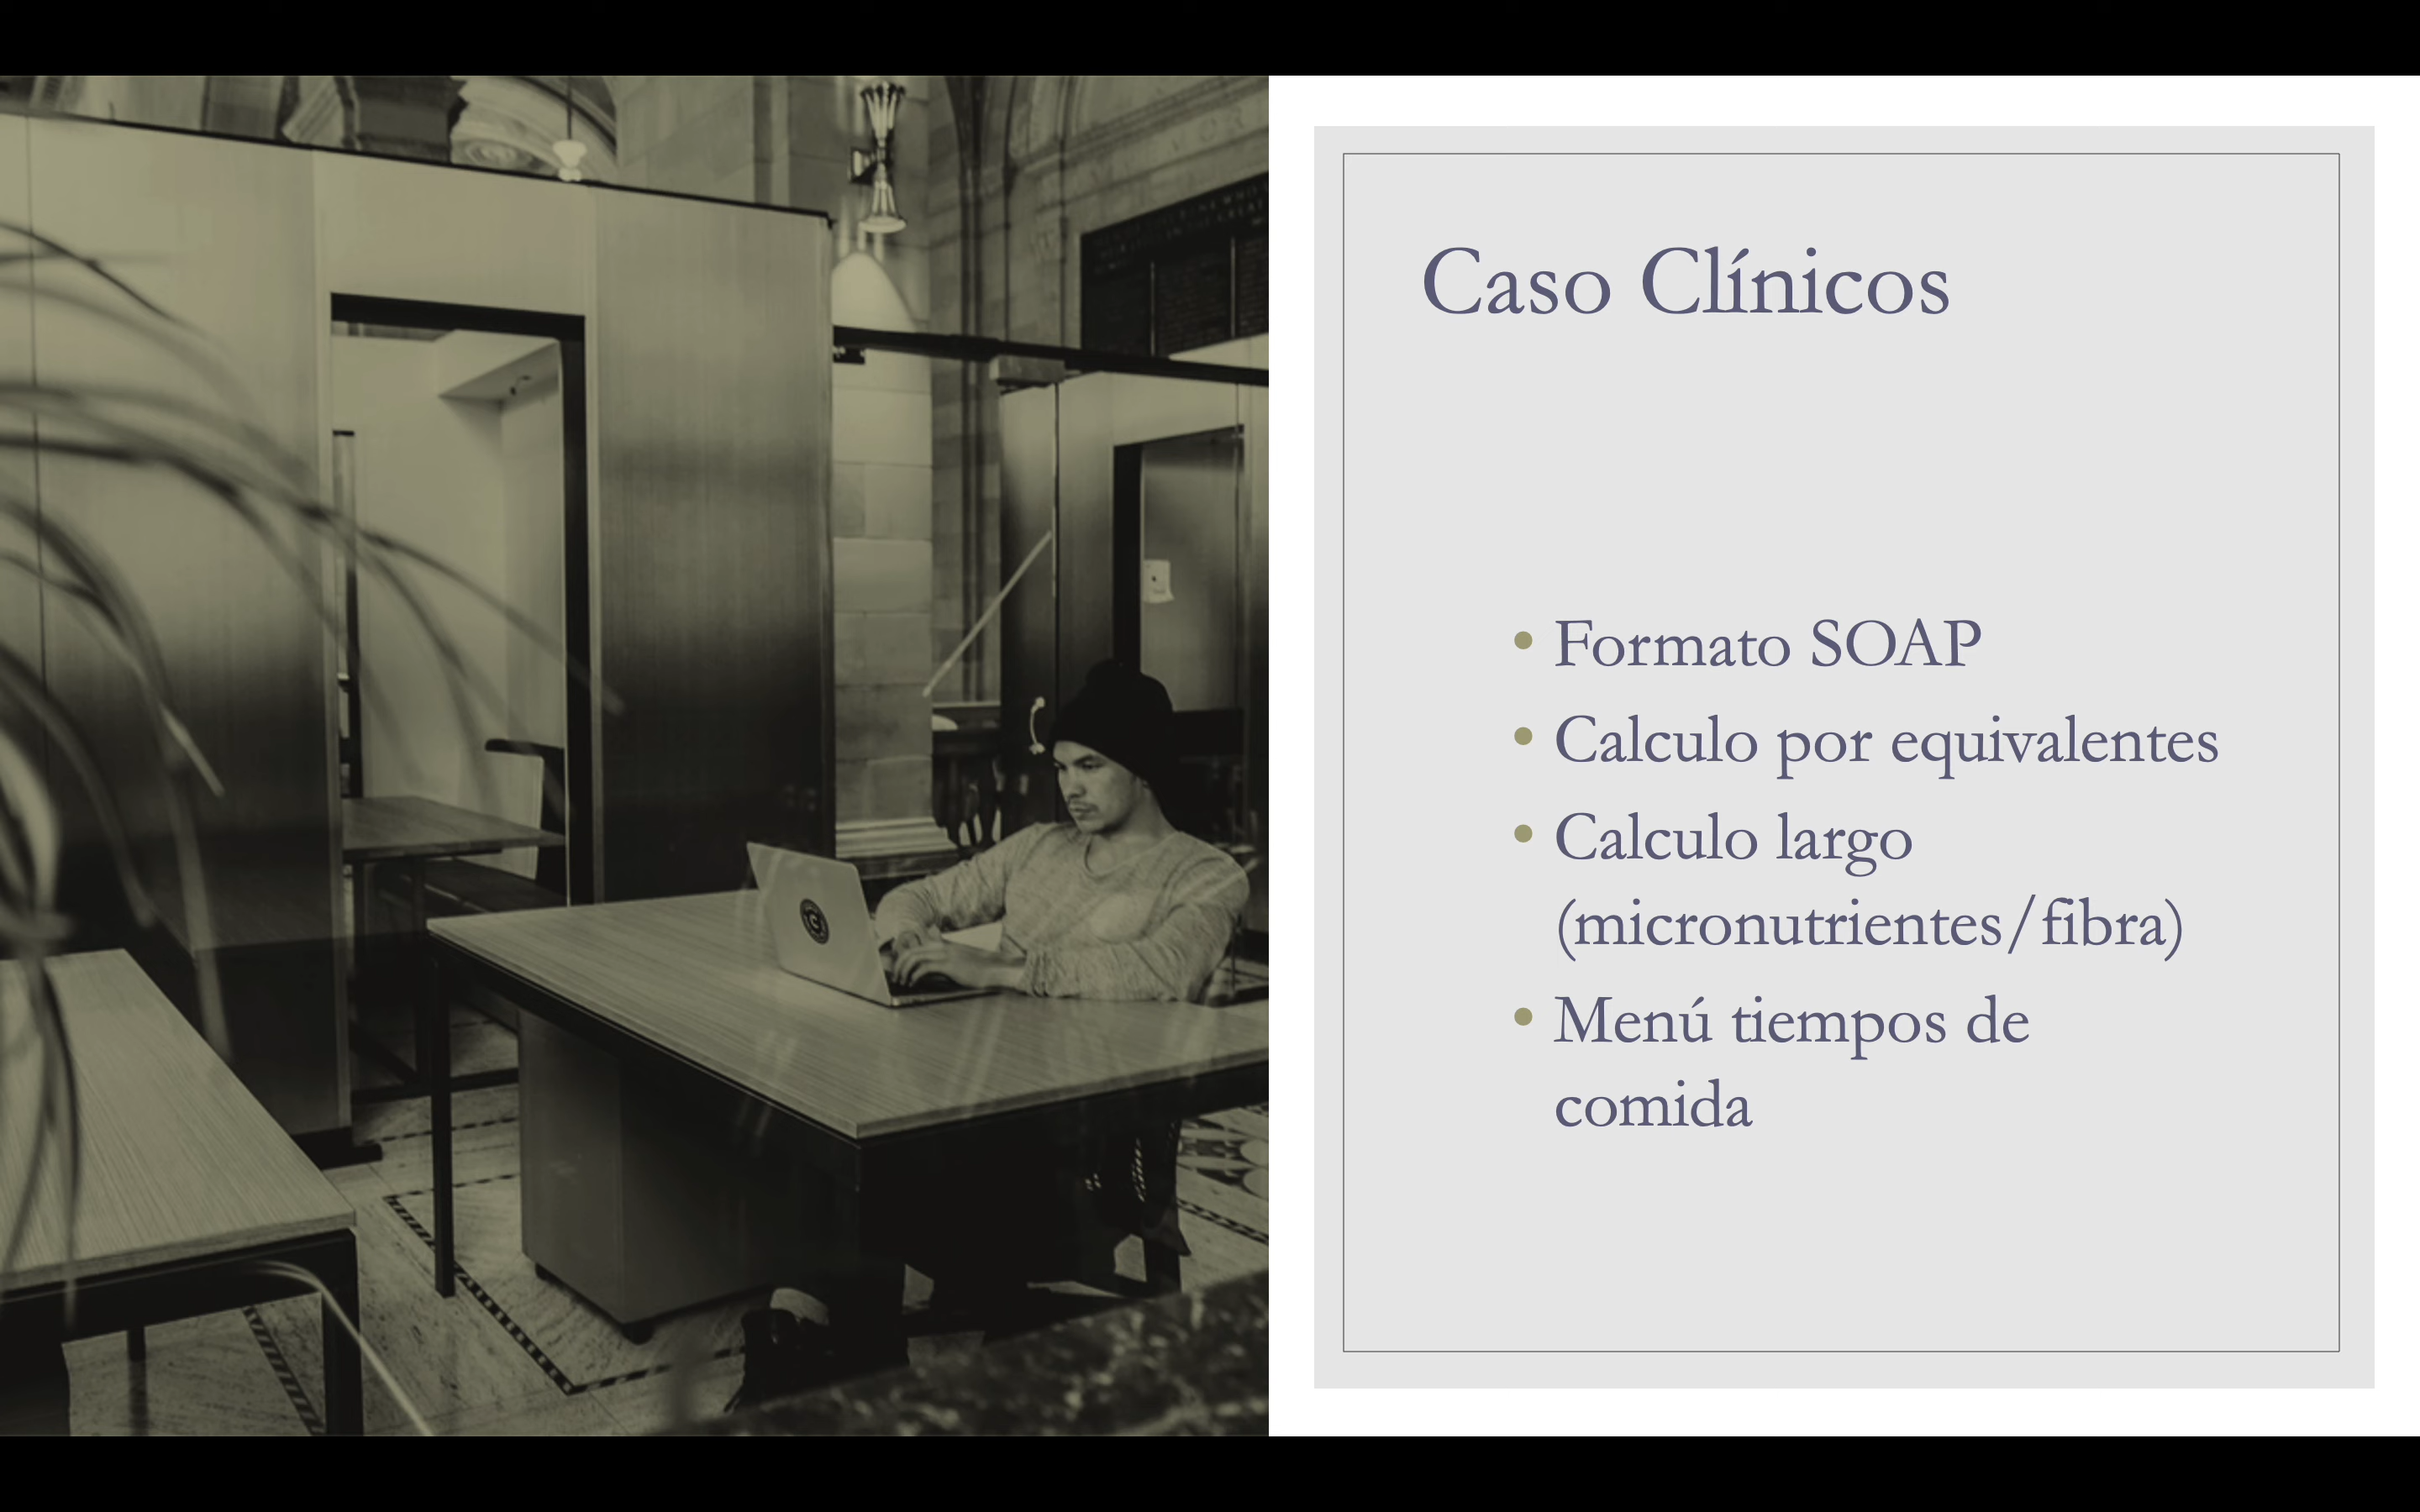 Caso Clínicos
• Formato SOAP
• Calculo por equivalentes
• Calculo largo
(micronutrientes/fibra)
• Menú tiempos de
comida